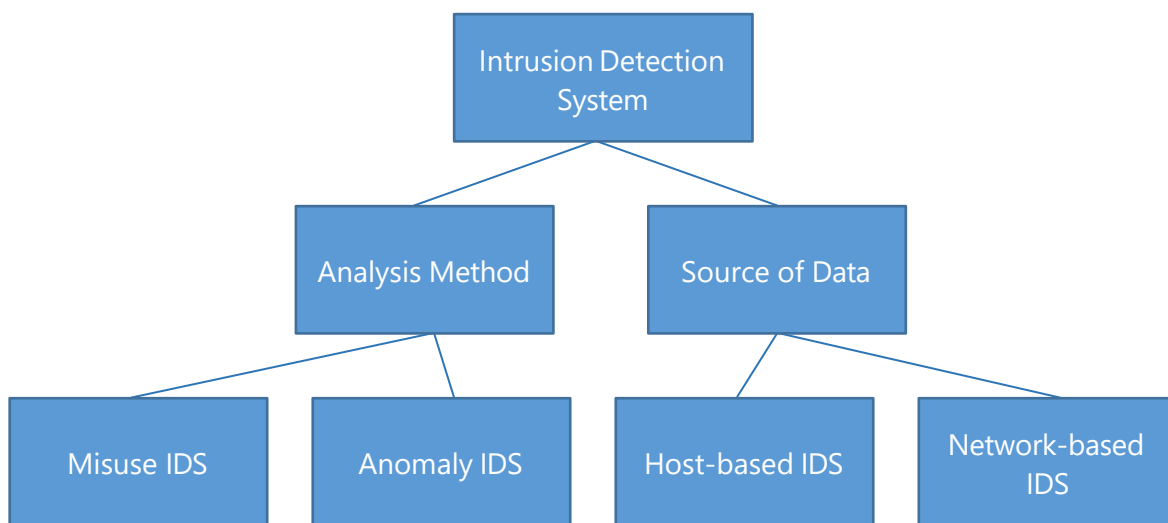 Intrusion Detection
System
Analysis Method
Source of Data
Misuse IDS
Anomaly IDS
Host-based IDS
Network-based
IDS